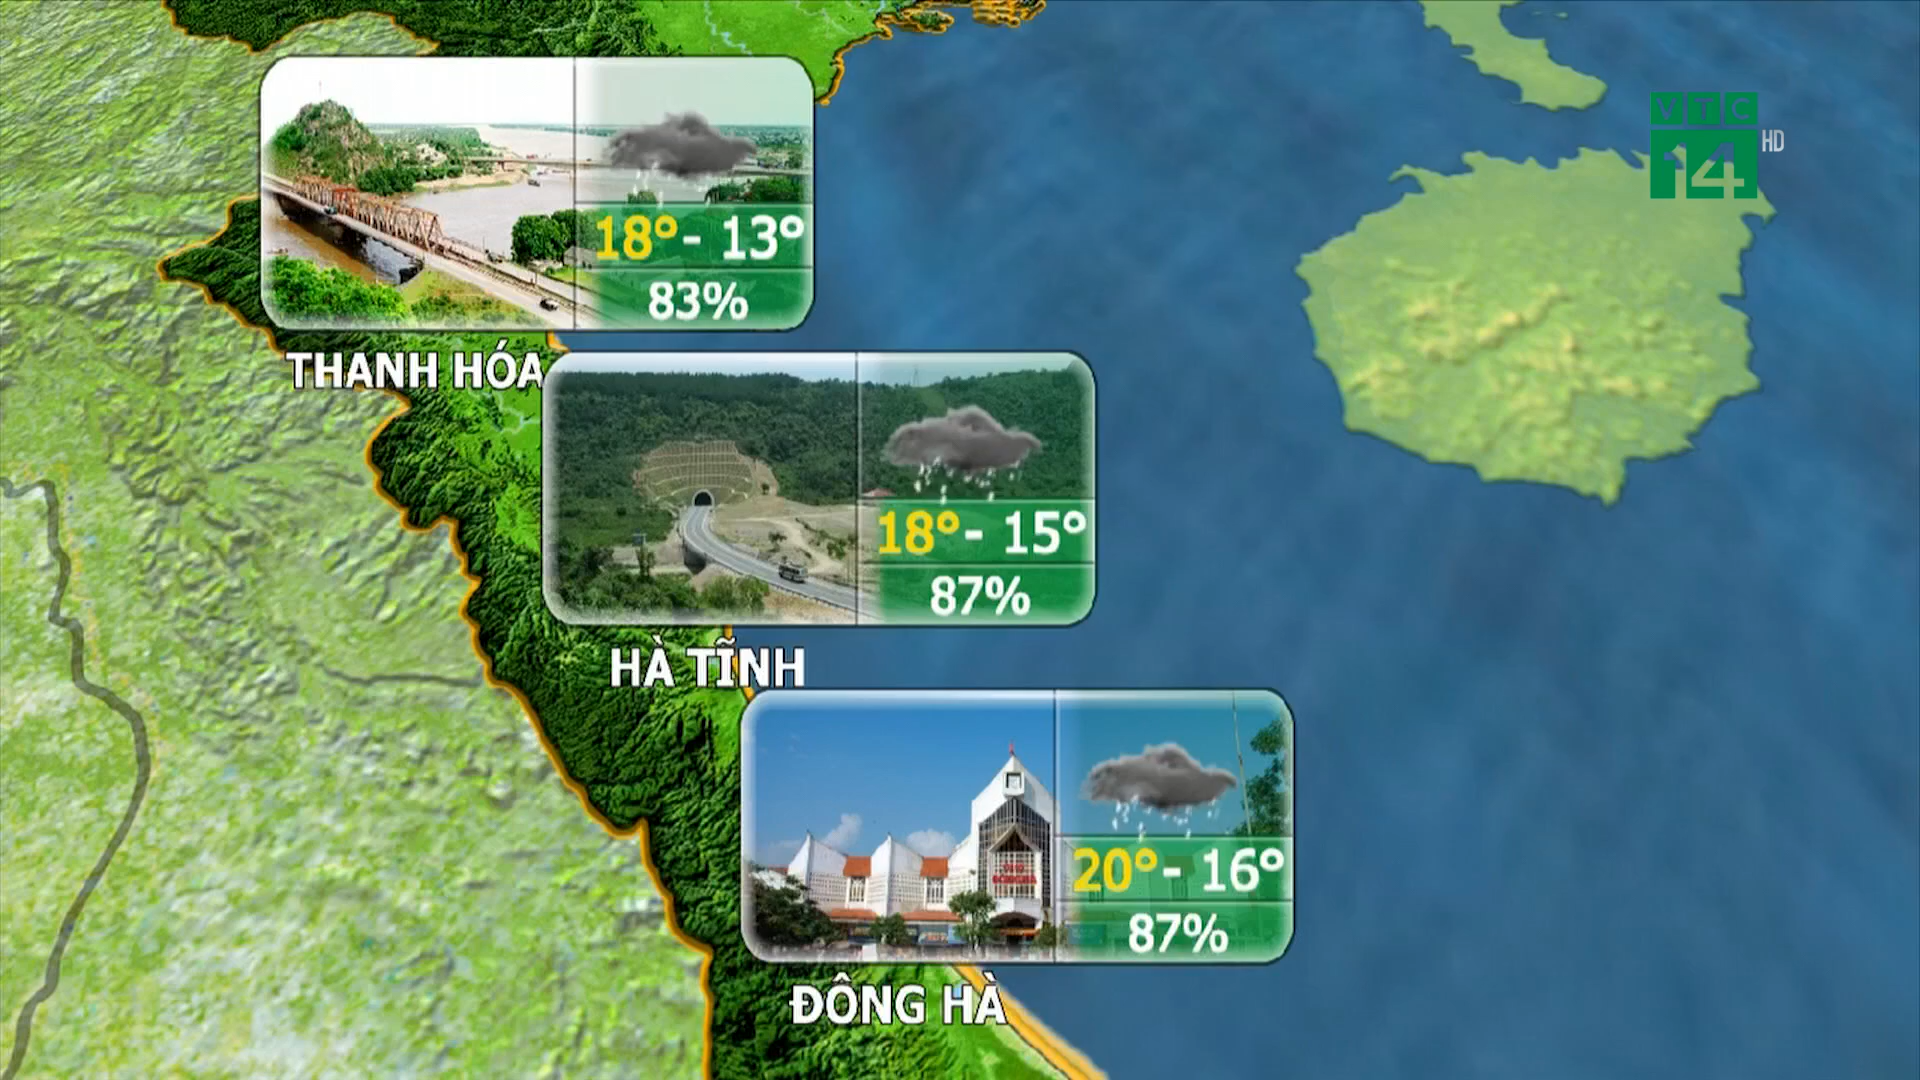 VTC
14
HD
18°- 13°
83%
THANH HÓA
18°- 15°
87%
HÀ TĨNH
20°- 16°
87%
ĐÔNG HÀ